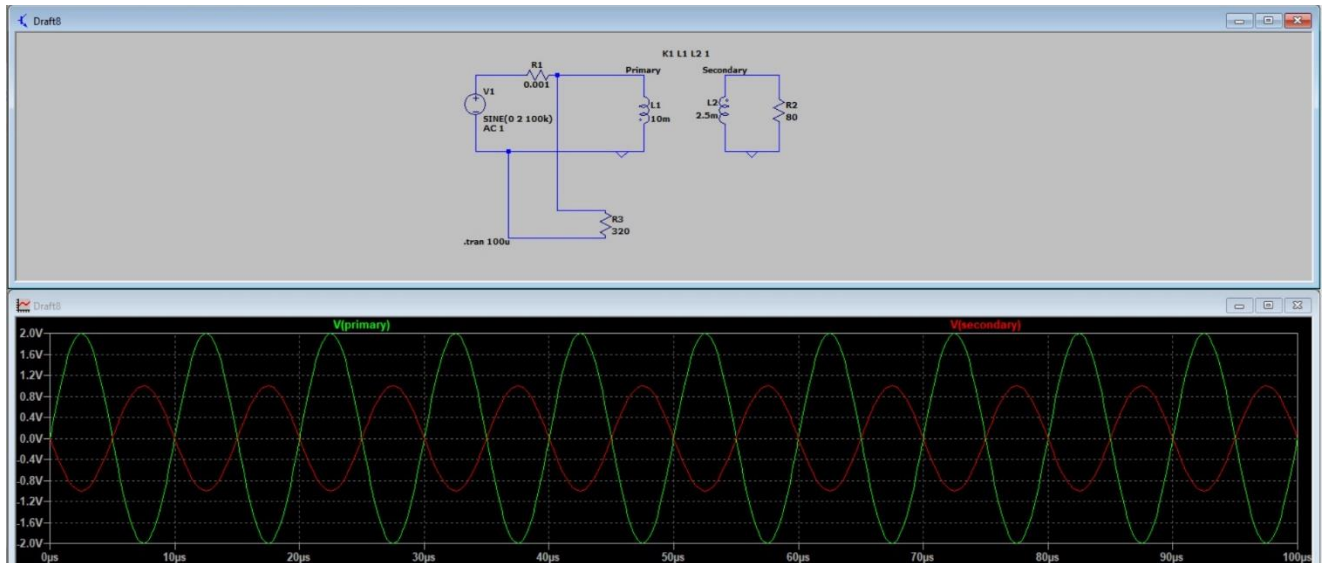 Draft8
K1 L1 L2 1
R1
0.001
Primary
Secondary
V1
SINE(0 2 100k)
AC 1
L1
10m
L2
2.5m
R2
80
R3
320
.tran 100u
Draft8
V(primary)
V(secondary)
2.0V
1.6V
1.2V
0.8V
0.4V
0.0V
-0.4V
-0.8V
-1.2V
-1.6V
-2.0V
0µs 10µs 20µs 30µs 40µs 50µs 60µs 70µs 80µs 90µs 100µs